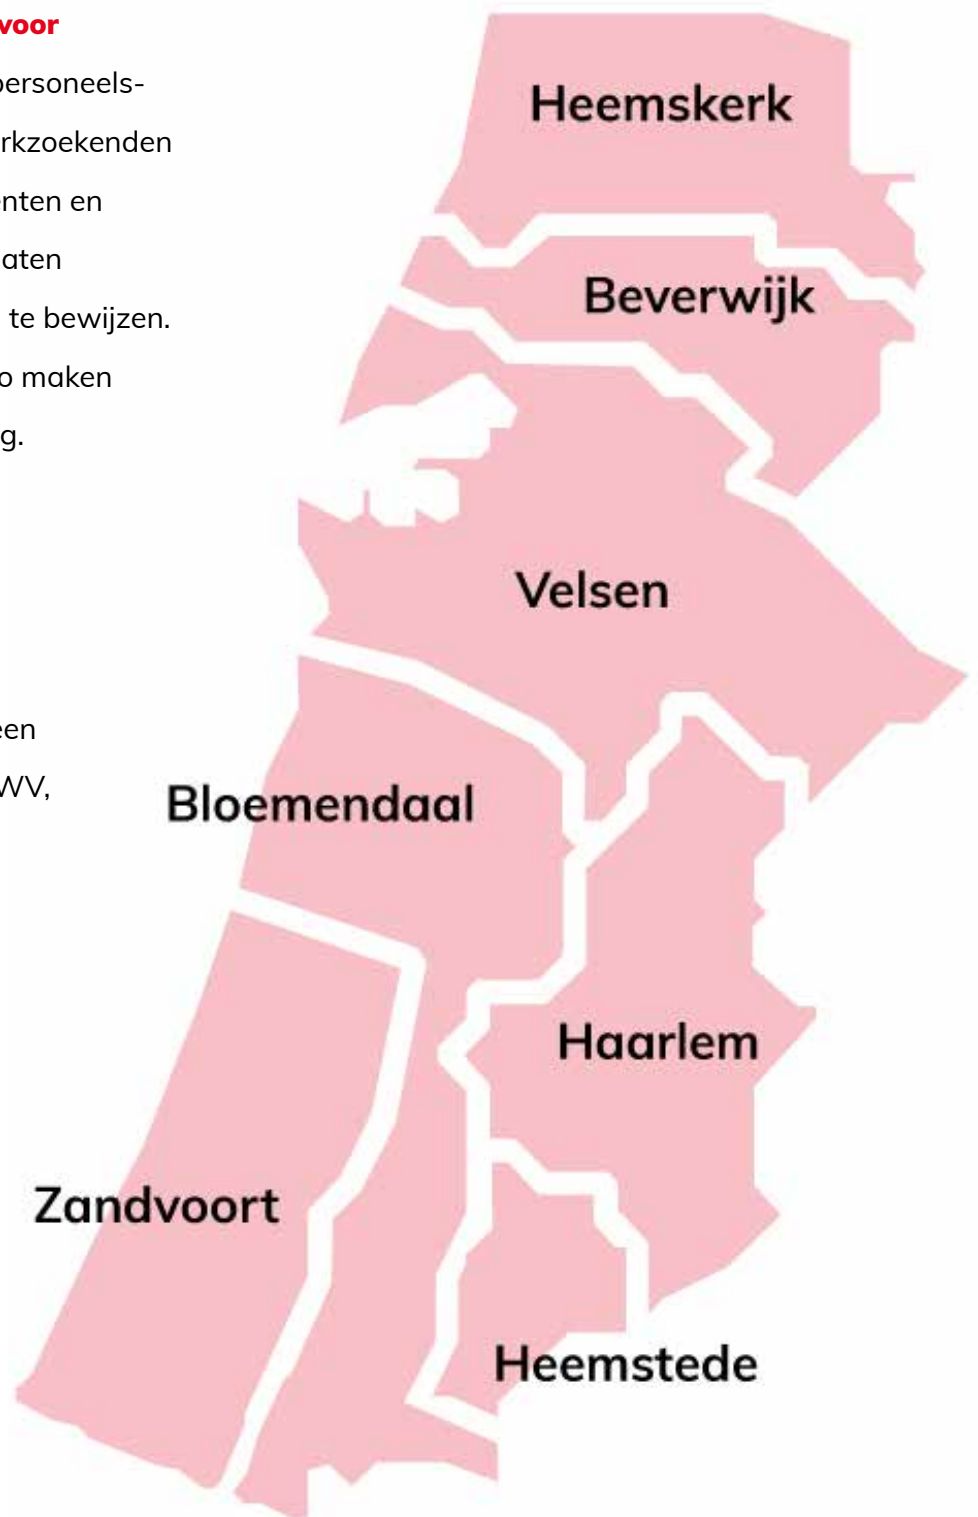 voor
personeels-
rkzoekenden
nten en
aten
te bewijzen.
o maken
g.
een
WV,
Heemskerk
Beverwijk
Velsen
Bloemendaal
Haarlem
Zandvoort
Heemstede